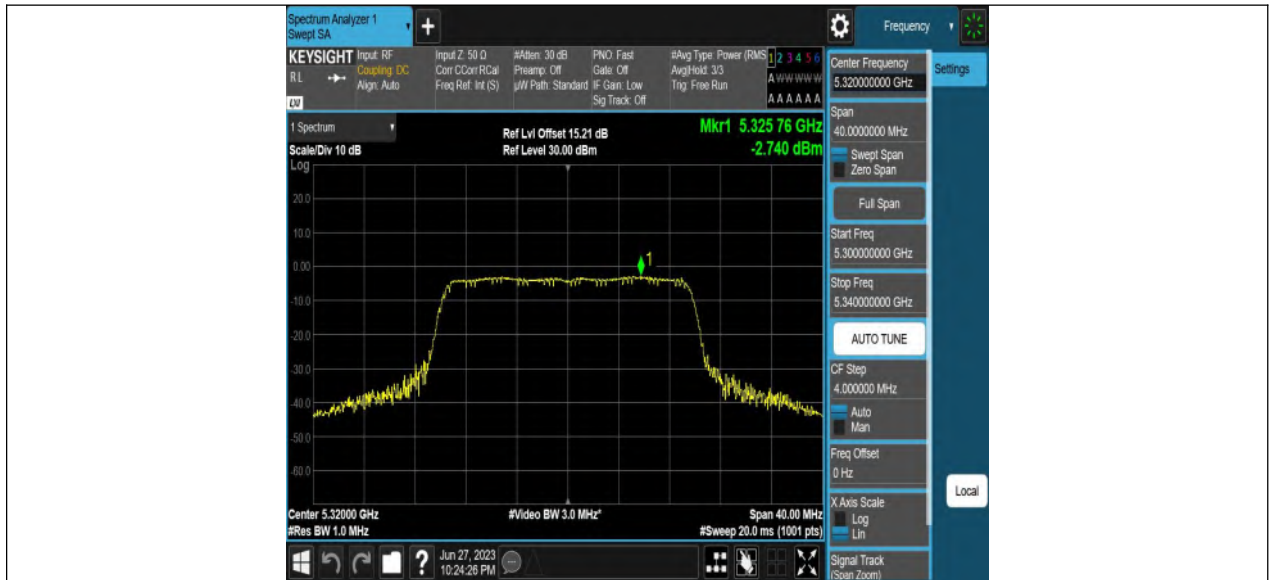 Spectrum Analyzer 1
Swept SA
+
Frequency
KEYSIGHT
RL
LXI
Input: RF
Coupling: DC
Align: Auto
Input Z: 50 Ω
Corr CCorr RCal
Freq Ref: Int (S)
#Atten: 30 dB
Preamp: Off
µW Path: Standard
PNO: Fast
Gate: Off
IF Gain: Low
Sig Track: Off
#Avg Type: Power (RMS
Avg|Hold: 3/3
Trig: Free Run
1 2 3 4 5 6
A W W W W W
A A A A A A
1 Spectrum
Scale/Div 10 dB
Log
Ref Lvl Offset 15.21 dB
Ref Level 30.00 dBm
Mkr1 5.325 76 GHz
-2.740 dBm
20.0
10.0
0.00
-10.0
-20.0
-30.0
-40.0
-50.0
-60.0
1
Center 5.32000 GHz
#Res BW 1.0 MHz
#Video BW 3.0 MHz*
Span 40.00 MHz
#Sweep 20.0 ms (1001 pts)
?
Jun 27, 2023
10:24:26 PM
Center Frequency
5.320000000 GHz
Settings
Span
40.0000000 MHz
Swept Span
Zero Span
Full Span
Start Freq
5.300000000 GHz
Stop Freq
5.340000000 GHz
AUTO TUNE
CF Step
4.000000 MHz
Auto
Man
Freq Offset
0 Hz
Local
X Axis Scale
Log
Lin
Signal Track
(Span Zoom)